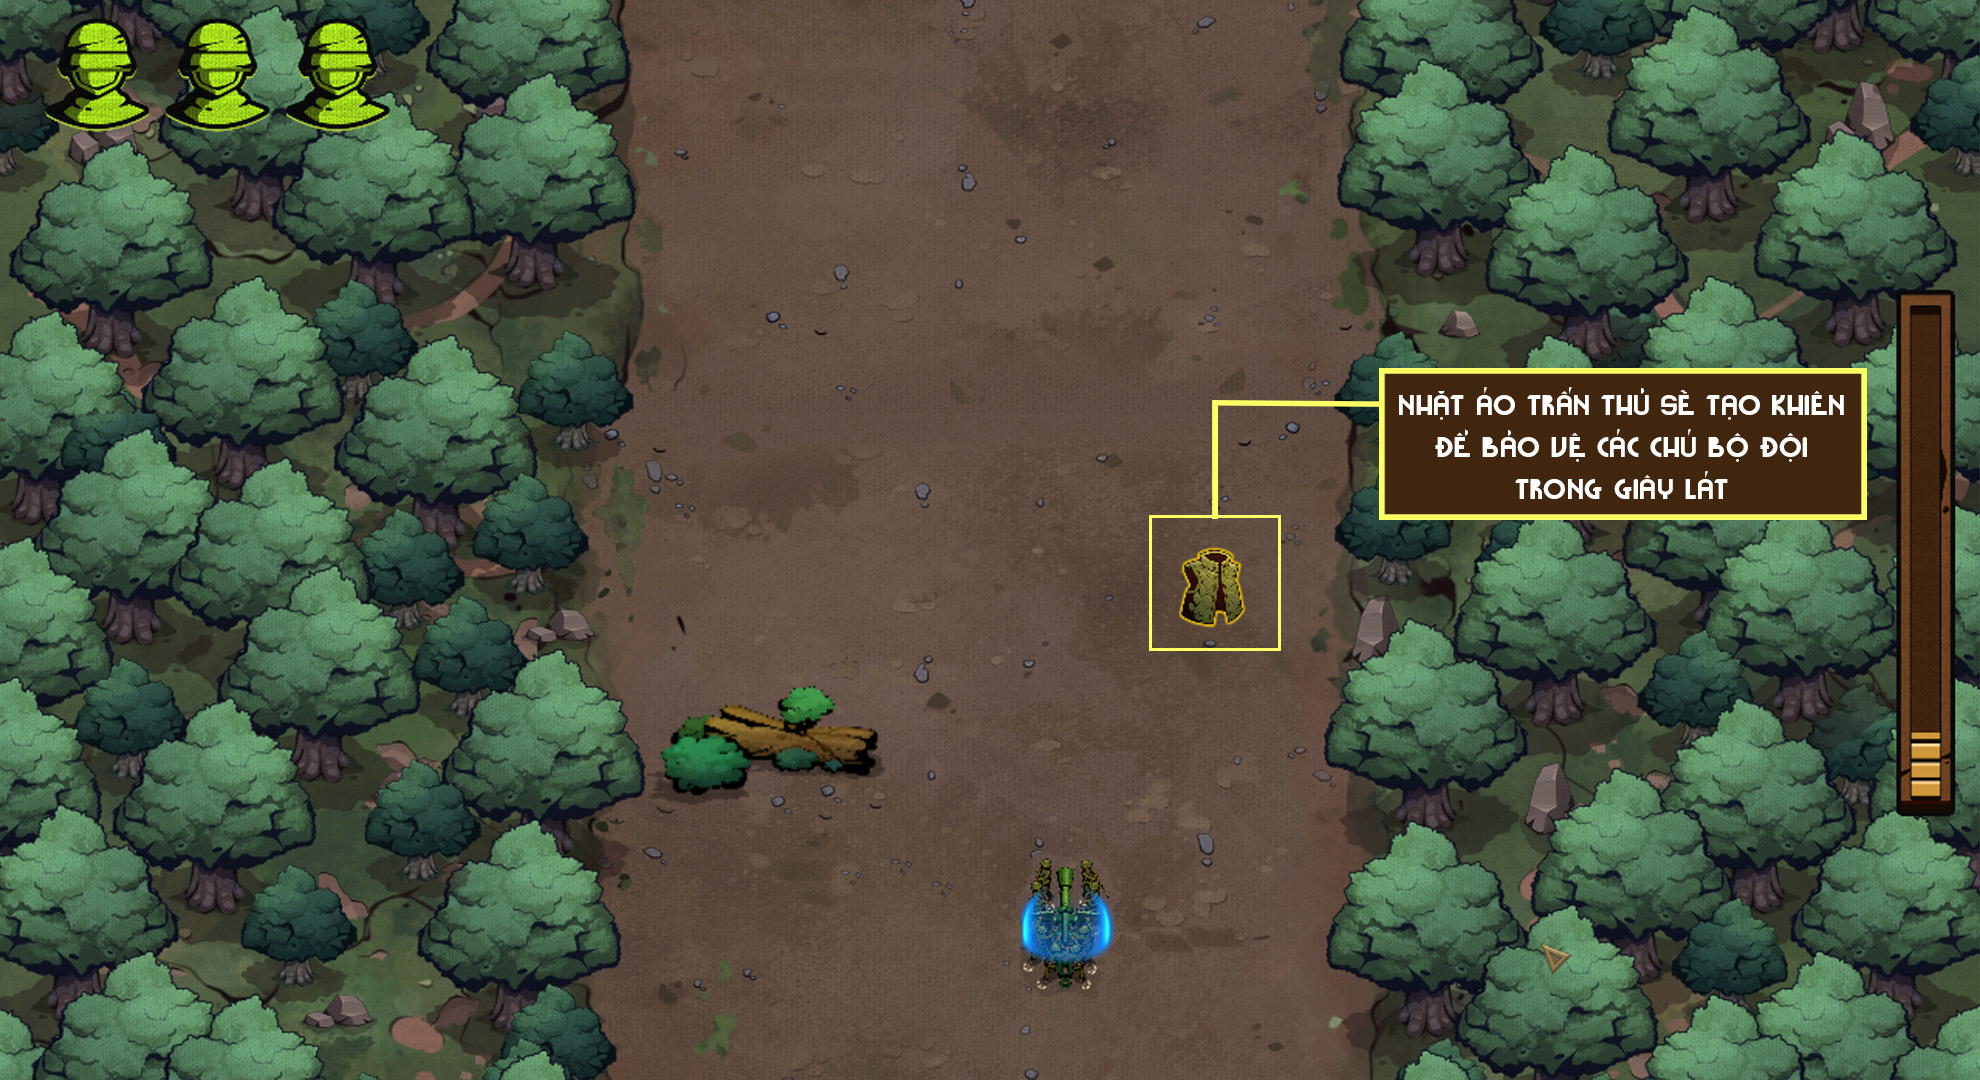 NHẶT ÁO TRẤN THỦ SẼ TẠO KHIÊN
ĐỂ BẢO VỆ CÁC CHÚ BỘ ĐỘI
TRONG GIÂY LÁT